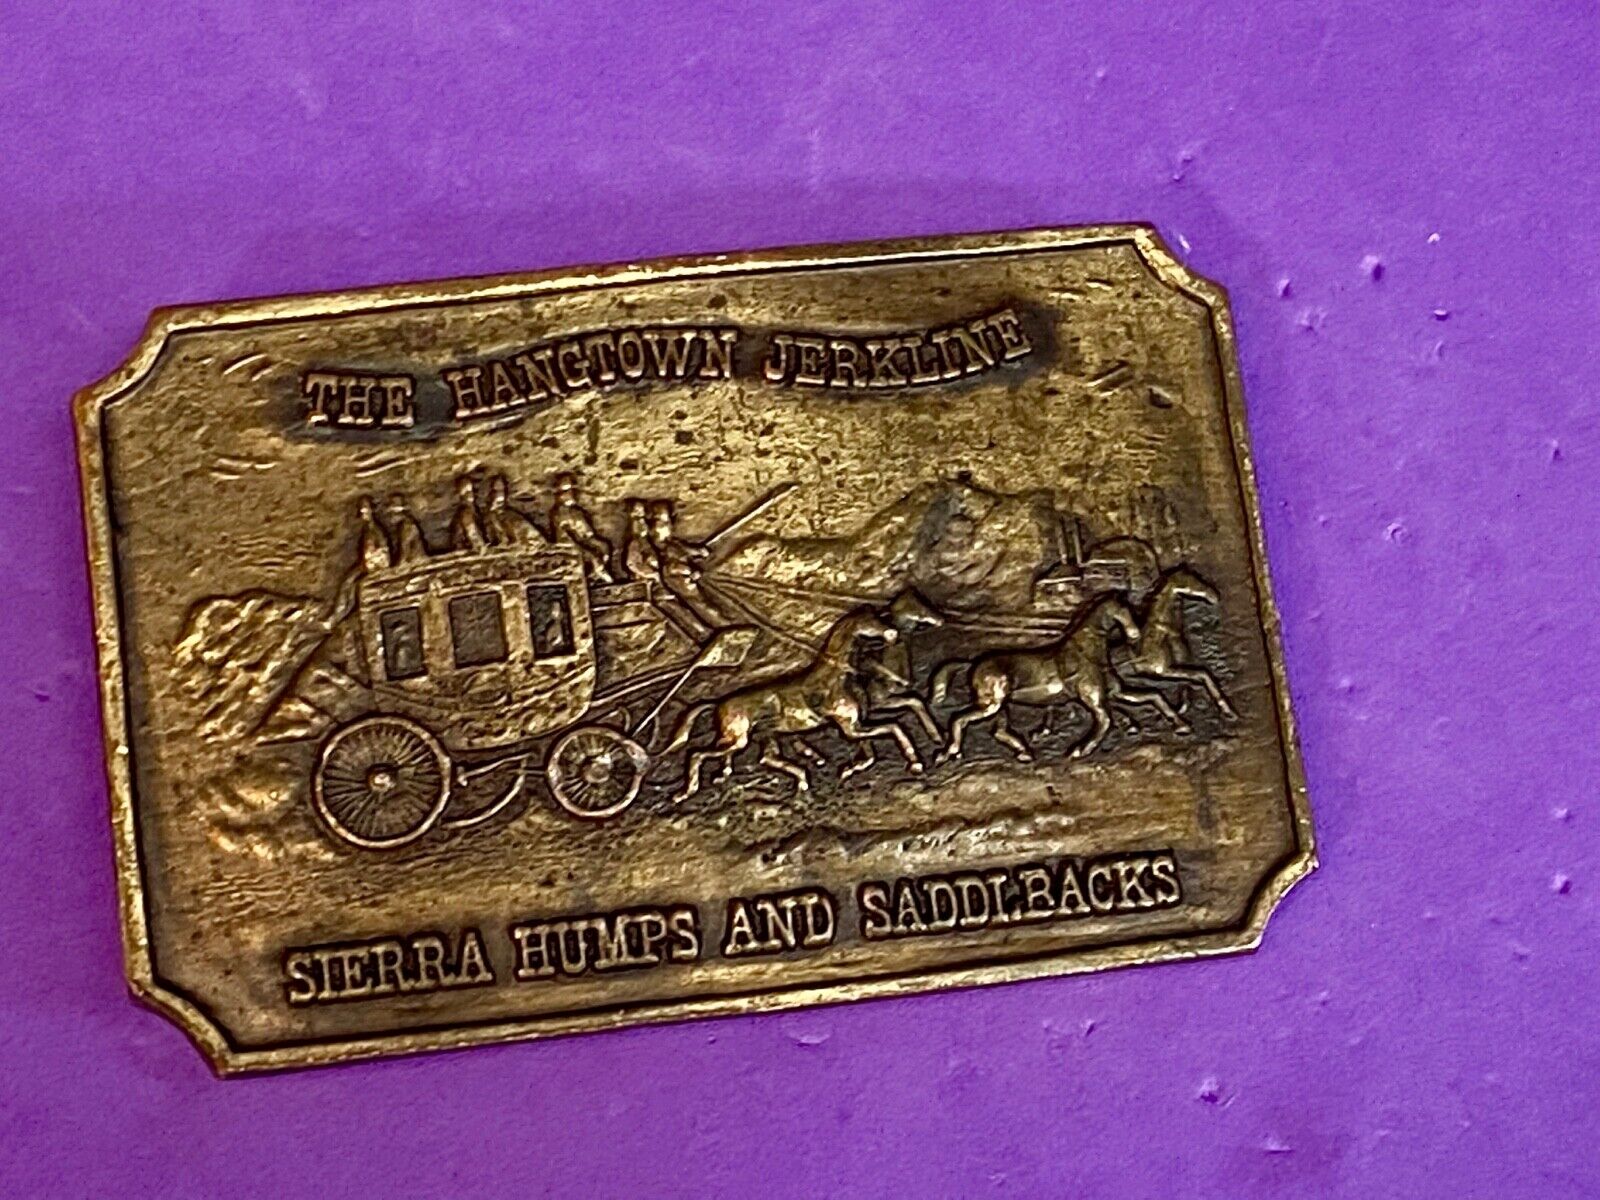 THE HANGTOWN JERKLINE
SIERRA HUMPS AND SADDLBACKS